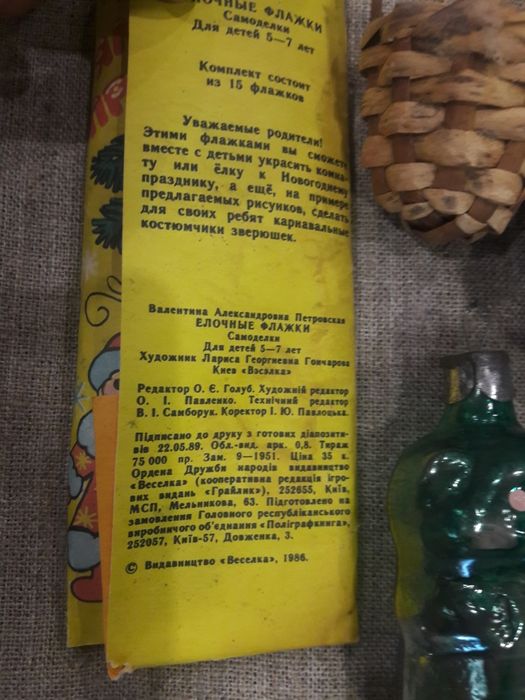 ЕЛОЧНЫЕ ФЛАЖКИ
Самоделки
Для детей 5—7 лет
Комплект состоит
из 15 флажков
Уважаемые родители!
Этими флажками вы сможете
вместе с детьми украсить комна-
ту или ёлку к Новогоднему
празднику, а ещё, на примере
предлагаемых рисунков, сделать
для своих ребят карнавальные
костюмчики зверюшек.
Валентина Александровна Петровская
ЕЛОЧНЫЕ ФЛАЖКИ
Самоделки
Для детей 5—7 лет
Художник Лариса Георгиевна Гончарова
Киев «Вэсэлка»
Редактор О. Є. Голуб. Художній редактор
О. І. Павленко. Технічний редактор
В. І. Самборук. Коректор І. Ю. Павлоцька.
Підписано до друку з готових діапозити-
вів 22.05.89. Обл.-вид. арк. 0,8. Тираж
75 000 пр. Зам. 9—1951. Ціна 35 к.
Ордена Дружби народів видавництво
«Веселка» (кооперативна редакція ігро-
вих видань «Грайлик»), 252655, Київ,
МСП, Мельникова, 63. Підготовлено на
замовлення Головного республіканського
виробничого об'єднання «Поліграфкнига»,
252057, Київ-57, Довженка, 3.
© Видавництво «Веселка», 1986.